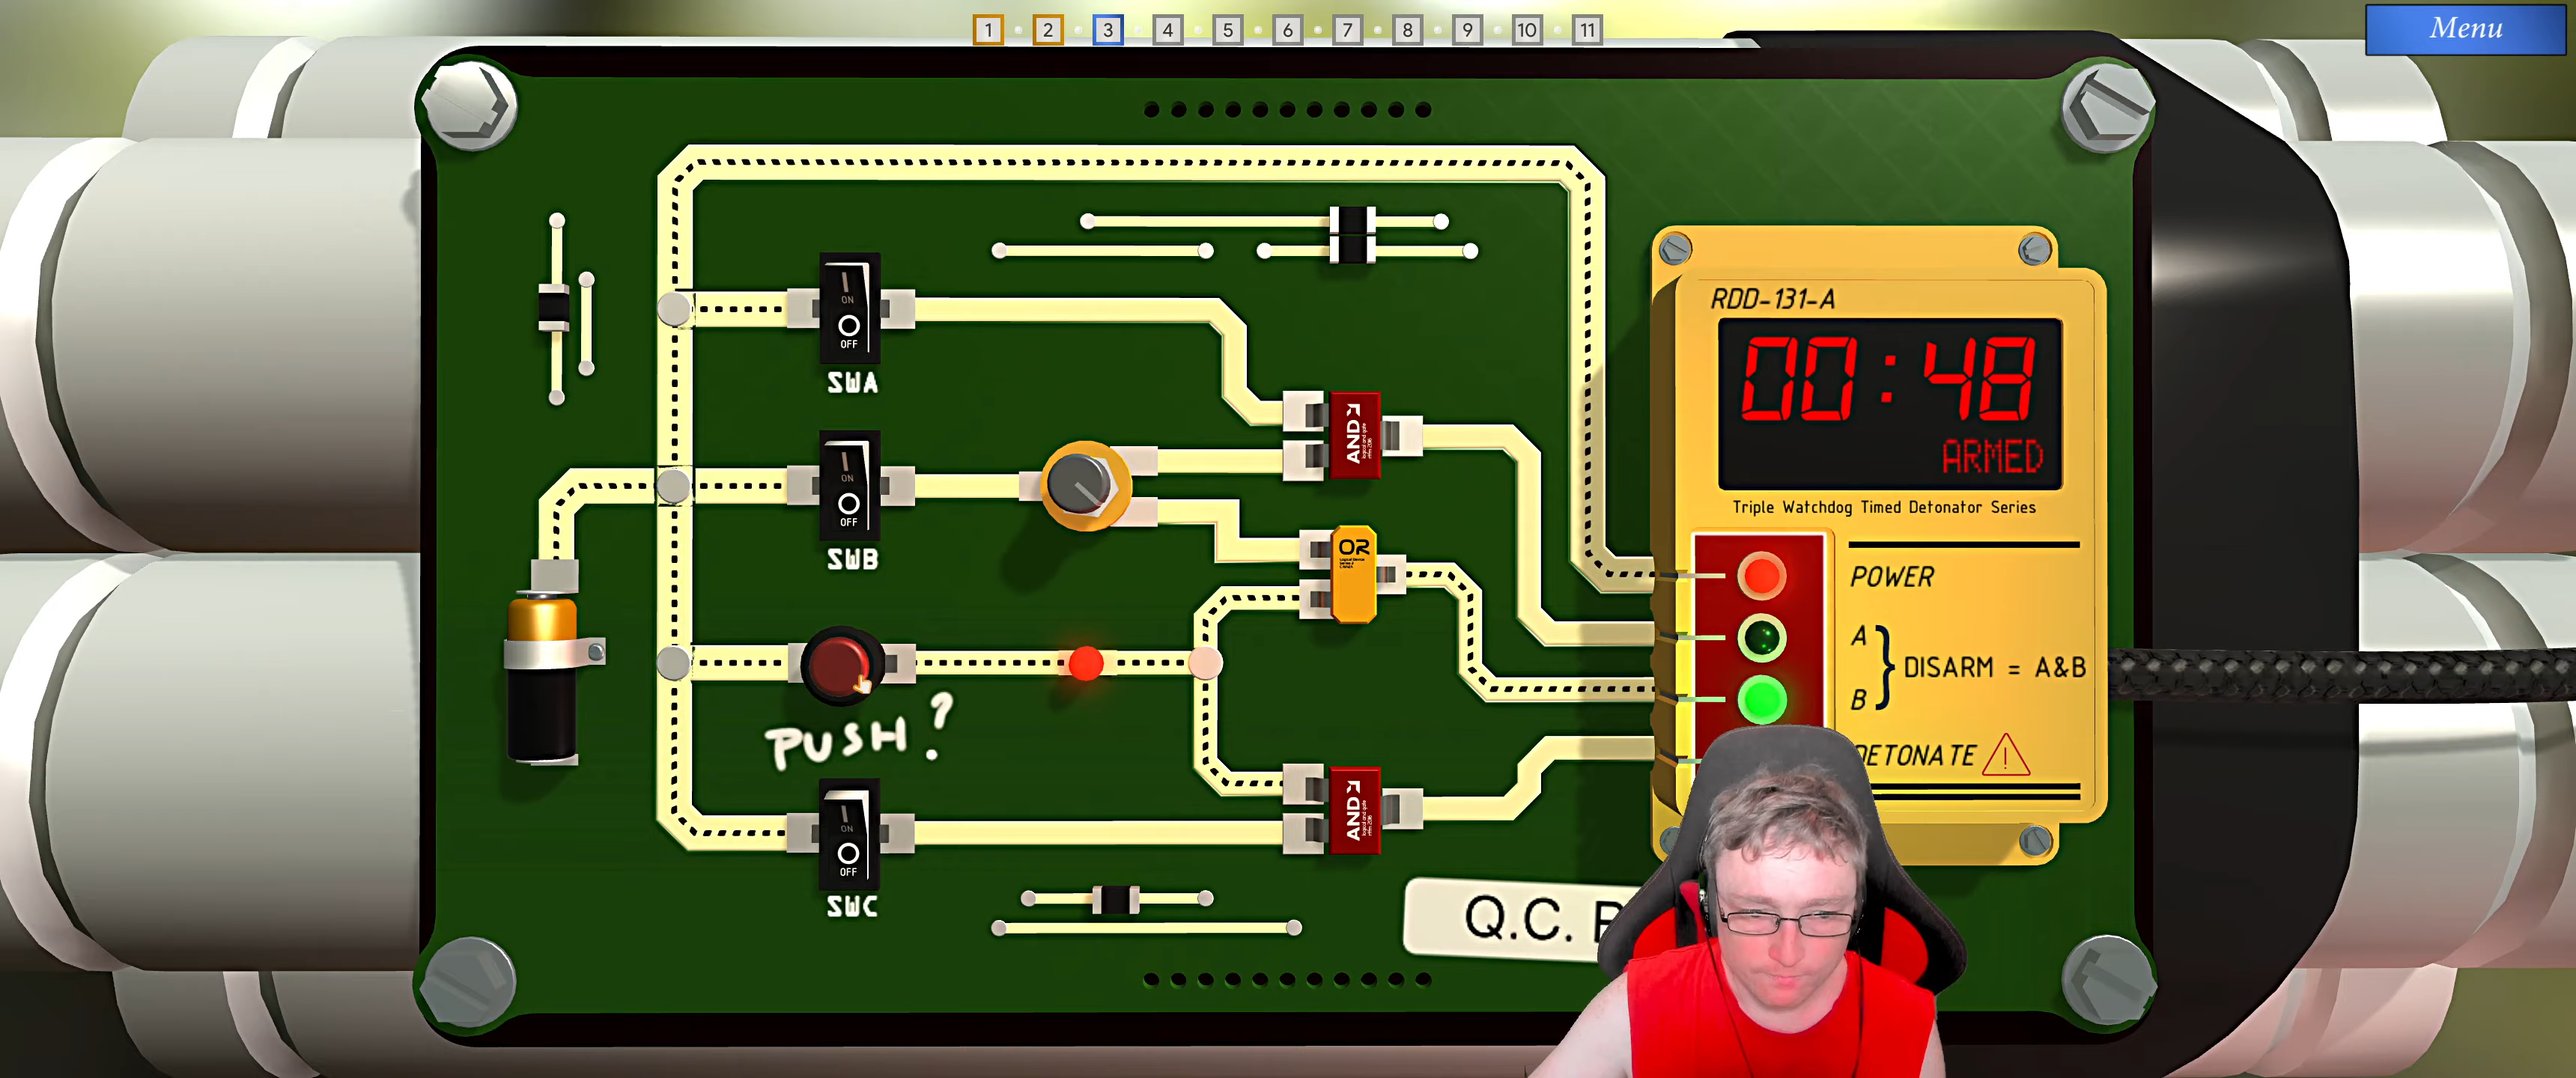 1 2 3 4 5 6 7 8 9 10 11
Menu
RDD-131-A
00:48
ARMED
Triple Watchdog Timed Detonator Series
POWER
A
DISARM = A&B
B
DETONATE
I
ON
O
OFF
SWA
I
ON
O
OFF
SWB
PUSH?
I
ON
O
OFF
SWC
AND
OR
AND
Q.C.